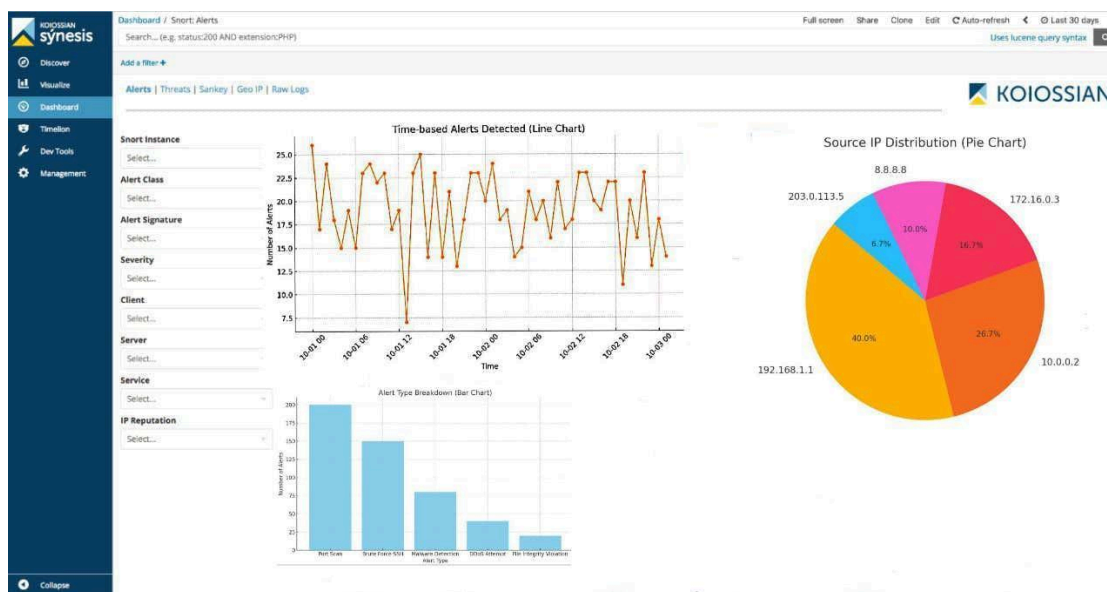 KOIOSSIAN
sýnesis
Discover
Visualize
Dashboard
Timelion
Dev Tools
Management
Collapse
Dashboard / Snort: Alerts
Full screen Share Clone Edit Auto-refresh Last 30 days
Search... (e.g. status:200 AND extension:PHP)
Uses lucene query syntax
Add a filter +
Alerts | Threats | Sankey | Geo IP | Raw Logs
KOIOSSIAN
Snort Instance
Select...
Alert Class
Select...
Alert Signature
Select...
Severity
Select...
Client
Select...
Server
Select...
Service
Select...
IP Reputation
Select...
Time-based Alerts Detected (Line Chart)
Number of Alerts
25.0
22.5
20.0
17.5
15.0
12.5
10.0
7.5
10-01 00
10-01 06
10-01 12
10-01 18
10-02 00
10-02 06
10-02 12
10-02 18
10-03 00
Time
Source IP Distribution (Pie Chart)
8.8.8.8
203.0.113.5
172.16.0.3
10.0%
6.7%
16.7%
40.0%
26.7%
192.168.1.1
10.0.0.2
Alert Type Breakdown (Bar Chart)
Number of Alerts
200
175
150
125
100
75
50
25
0
Port Scan
Brute Force SSH
Malware Detection
DDoS Attempt
File Integrity Violation
Alert Type